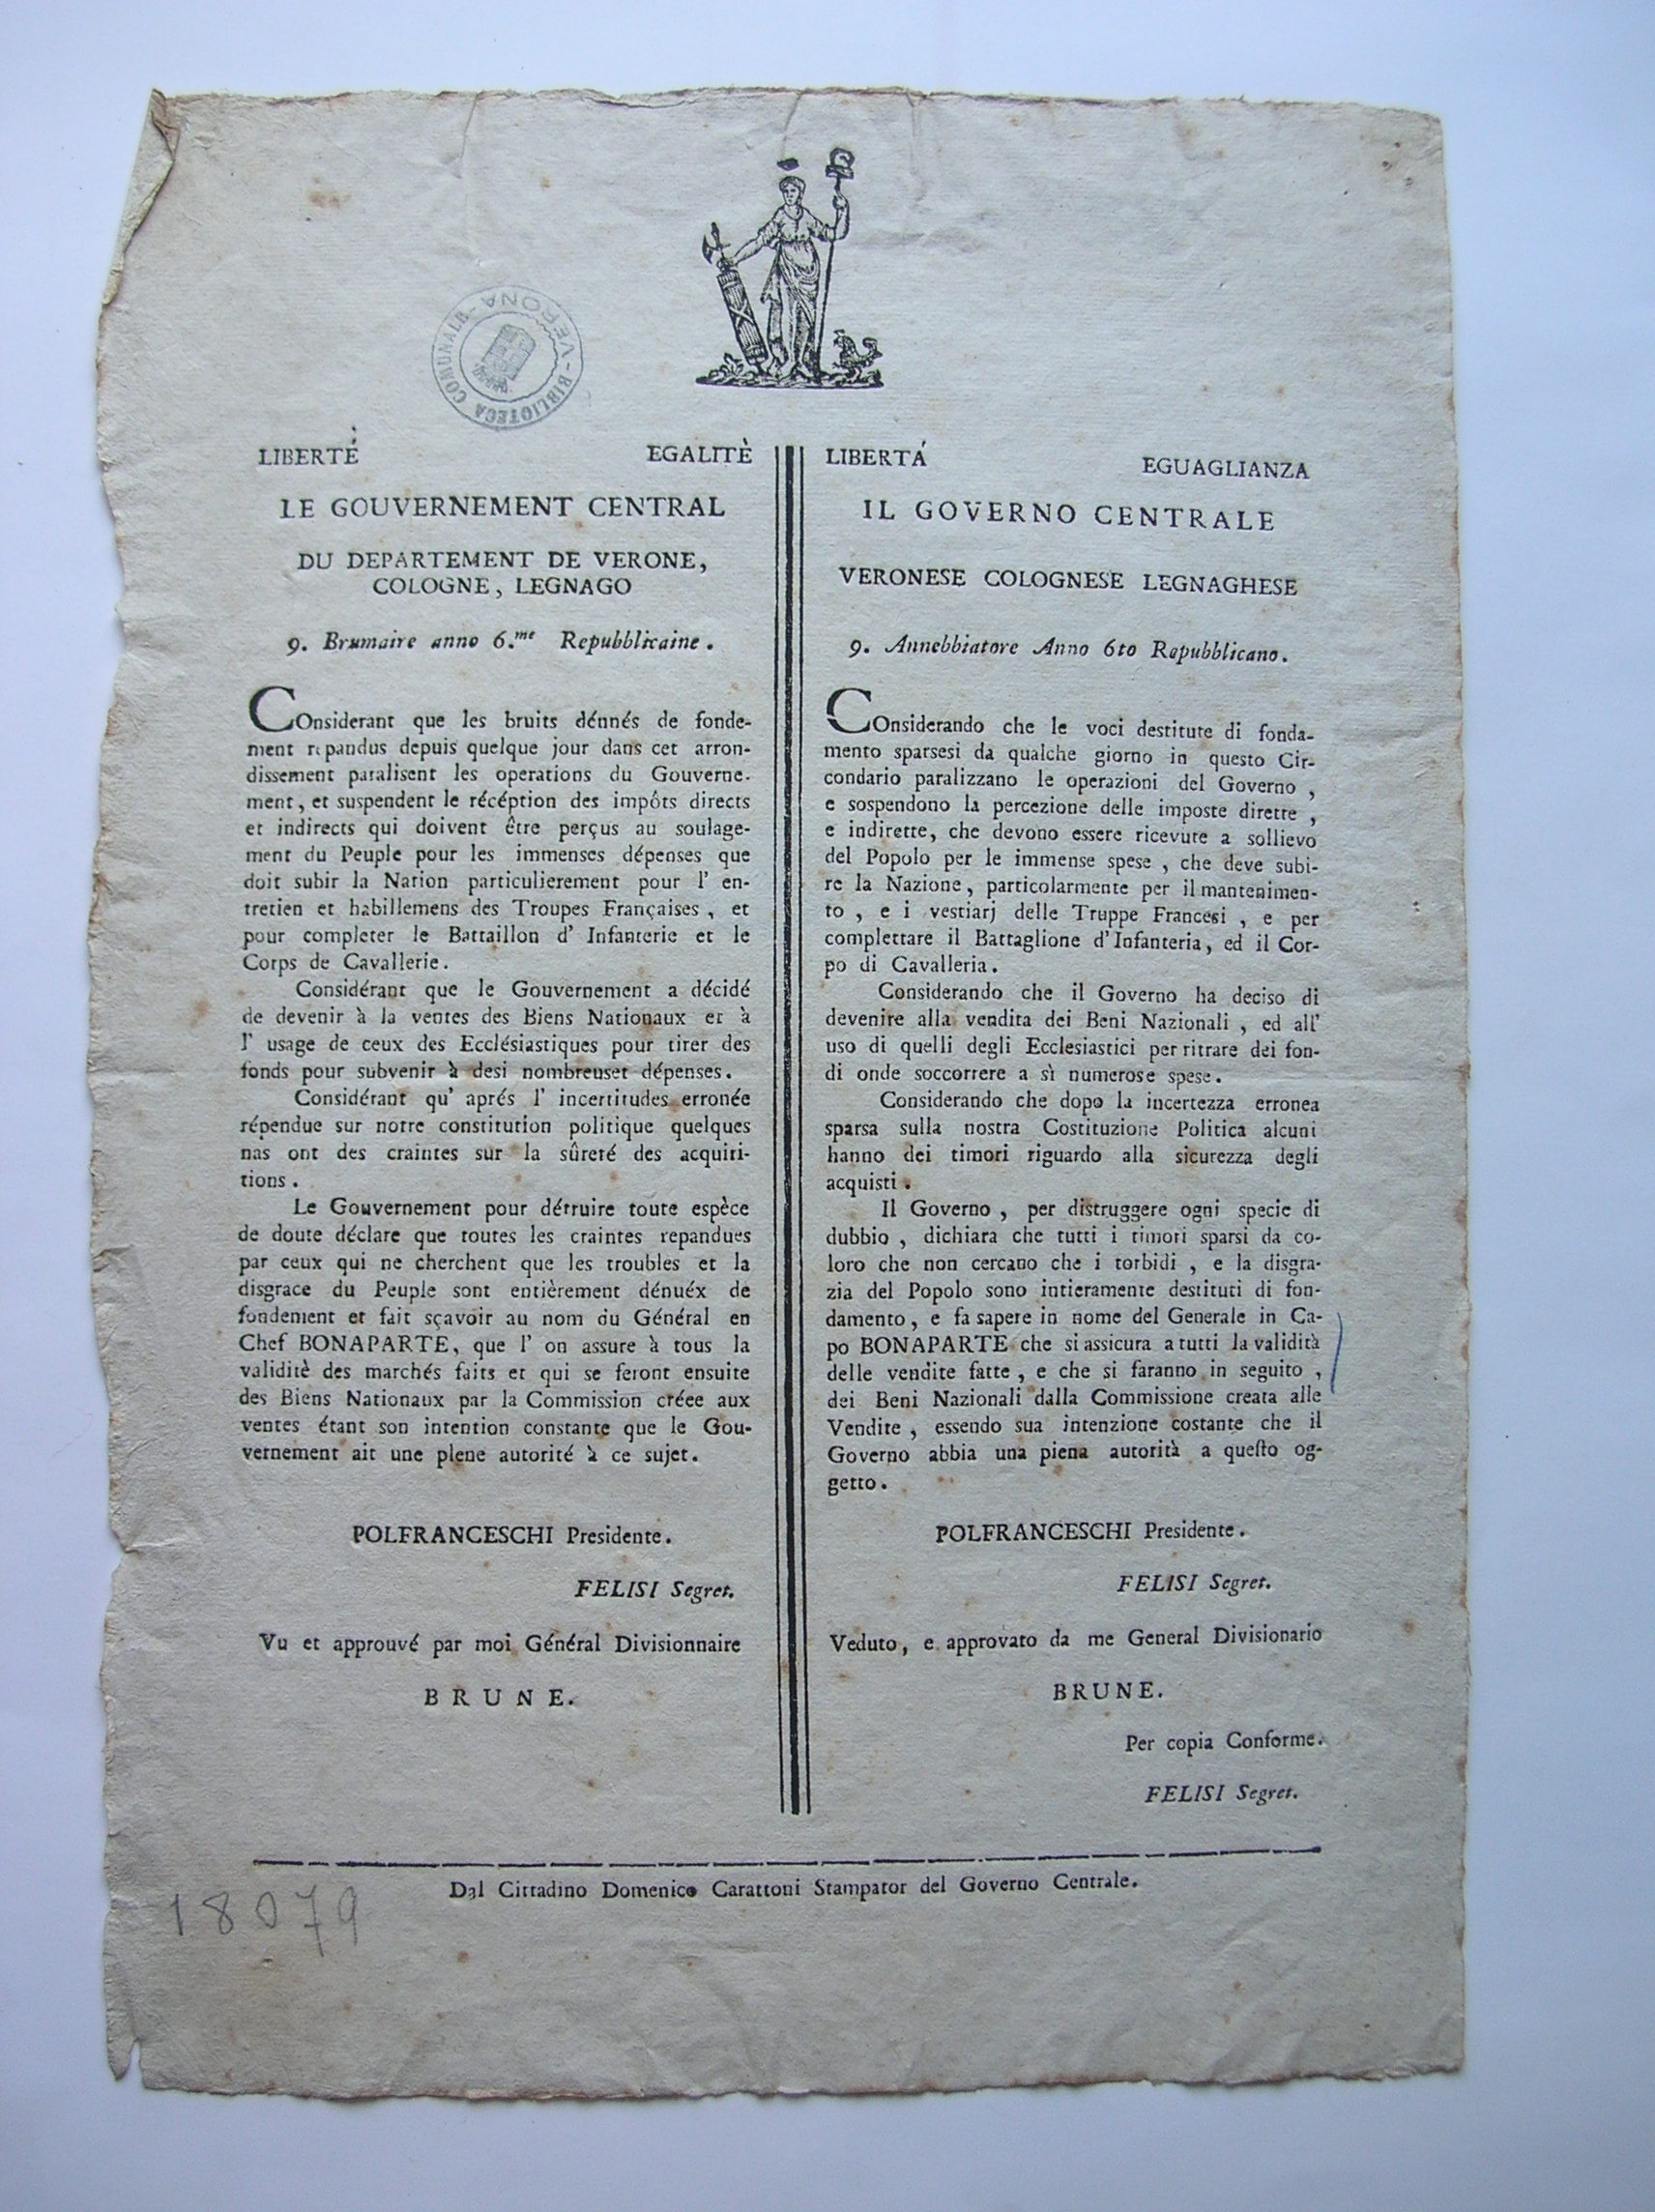 BIBLIOTECA COMUNALE - VERONA -
LIBERTÉ EGALITÈ
LE GOUVERNEMENT CENTRAL
DU DEPARTEMENT DE VERONE,
COLOGNE, LEGNAGO
9. Brumaire anno 6.me Repubblicaine.
COnsiderant que les bruits dénnés de fonde-
ment répandus depuis quelque jour dans cet arron-
dissement paralisent les operations du Gouverne-
ment, et suspendent le récéption des impôts directs
et indirects qui doivent être perçus au soulage-
ment du Peuple pour les immenses dépenses que
doit subir la Nation particulierement pour l' en-
tretien et habillemens des Troupes Françaises, et
pour completer le Battaillon d' Infanterie et le
Corps de Cavallerie.
Considérant que le Gouvernement a décidé
de devenir à la ventes des Biens Nationaux et à
l' usage de ceux des Ecclésiastiques pour tirer des
fonds pour subvenir à desi nombreuset dépenses.
Considérant qu' aprés l' incertitudes erronée
répendue sur notre constitution politique quelques
nas ont des craintes sur la sûreté des acquiti-
tions.
Le Gouvernement pour détruire toute espèce
de doute déclare que toutes les craintes repandues
par ceux qui ne cherchent que les troubles et la
disgrace du Peuple sont entièrement dénuéx de
fondement et fait sçavoir au nom du Général en
Chef BONAPARTE, que l' on assure à tous la
validitè des marchés faits et qui se feront ensuite
des Biens Nationaux par la Commission créee aux
ventes étant son intention constante que le Gou-
vernement ait une plene autorité à ce sujet.
POLFRANCESCHI Presidente.
FELISI Segret.
Vu et approuvé par moi Général Divisionnaire
BRUNE.
LIBERTÁ EGUAGLIANZA
IL GOVERNO CENTRALE
VERONESE COLOGNESE LEGNAGHESE
9. Annebbiatore Anno 6to Repubblicano.
COnsiderando che le voci destitute di fonda-
mento sparsesi da qualche giorno in questo Cir-
condario paralizzano le operazioni del Governo,
e sospendono la percezione delle imposte dirette,
e indirette, che devono essere ricevute a sollievo
del Popolo per le immense spese, che deve subi-
re la Nazione, particolarmente per il mantenimen-
to, e i vestiarj delle Truppe Francesi, e per
complettare il Battaglione d' Infanteria, ed il Cor-
po di Cavalleria.
Considerando che il Governo ha deciso di
devenire alla vendita dei Beni Nazionali, ed all'
uso di quelli degli Ecclesiastici per ritrare dei fon-
di onde soccorrere a sì numerose spese.
Considerando che dopo la incertezza erronea
sparsa sulla nostra Costituzione Politica alcuni
hanno dei timori riguardo alla sicurezza degli
acquisti.
Il Governo, per distruggere ogni specie di
dubbio, dichiara che tutti i timori sparsi da co-
loro che non cercano che i torbidi, e la disgra-
zia del Popolo sono intieramente destituti di fon-
damento, e fa sapere in nome del Generale in Ca-
po BONAPARTE che si assicura a tutti la validità
delle vendite fatte, e che si faranno in seguito,
dei Beni Nazionali dalla Commissione creata alle
Vendite, essendo sua intenzione costante che il
Governo abbia una piena autorità a questo og-
getto.
POLFRANCESCHI Presidente.
FELISI Segret.
Veduto, e approvato da me General Divisionario
BRUNE.
Per copia Conforme.
FELISI Segret.
Dal Cittadino Domenico Carattoni Stampator del Governo Centrale.
18079